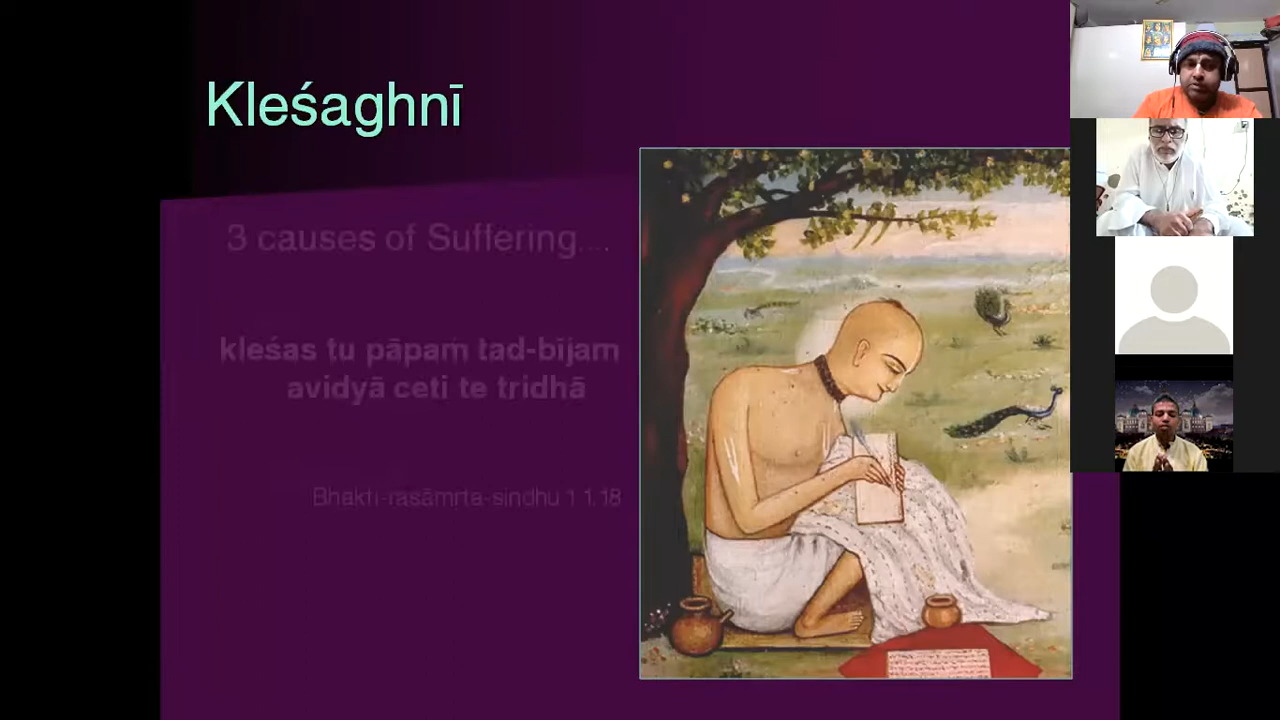 Kleśaghnī
3 causes of Suffering....
kleśas tu pāpaṁ tad-bījam
avidyā ceti te tridhā
Bhakti-rasāmrta-sindhu 1.1.18